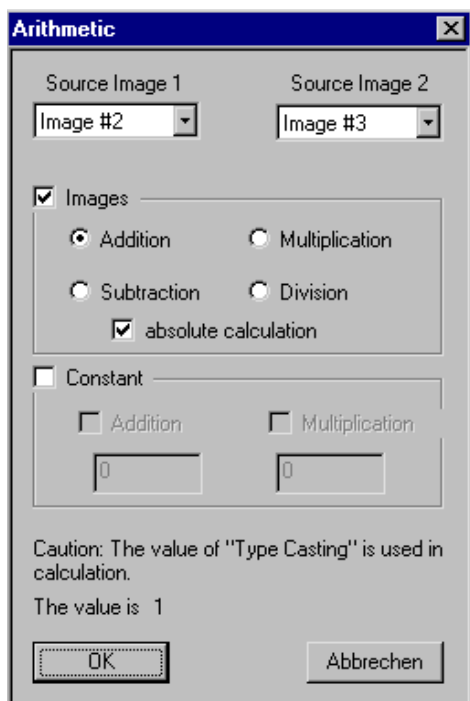 Arithmetic
Source Image 1 Source Image 2
Image #2 Image #3
Images
Addition Multiplication
Subtraction Division
absolute calculation
Constant
Addition Multiplication
0 0
Caution: The value of "Type Casting" is used in
calculation.
The value is 1
OK Abbrechen